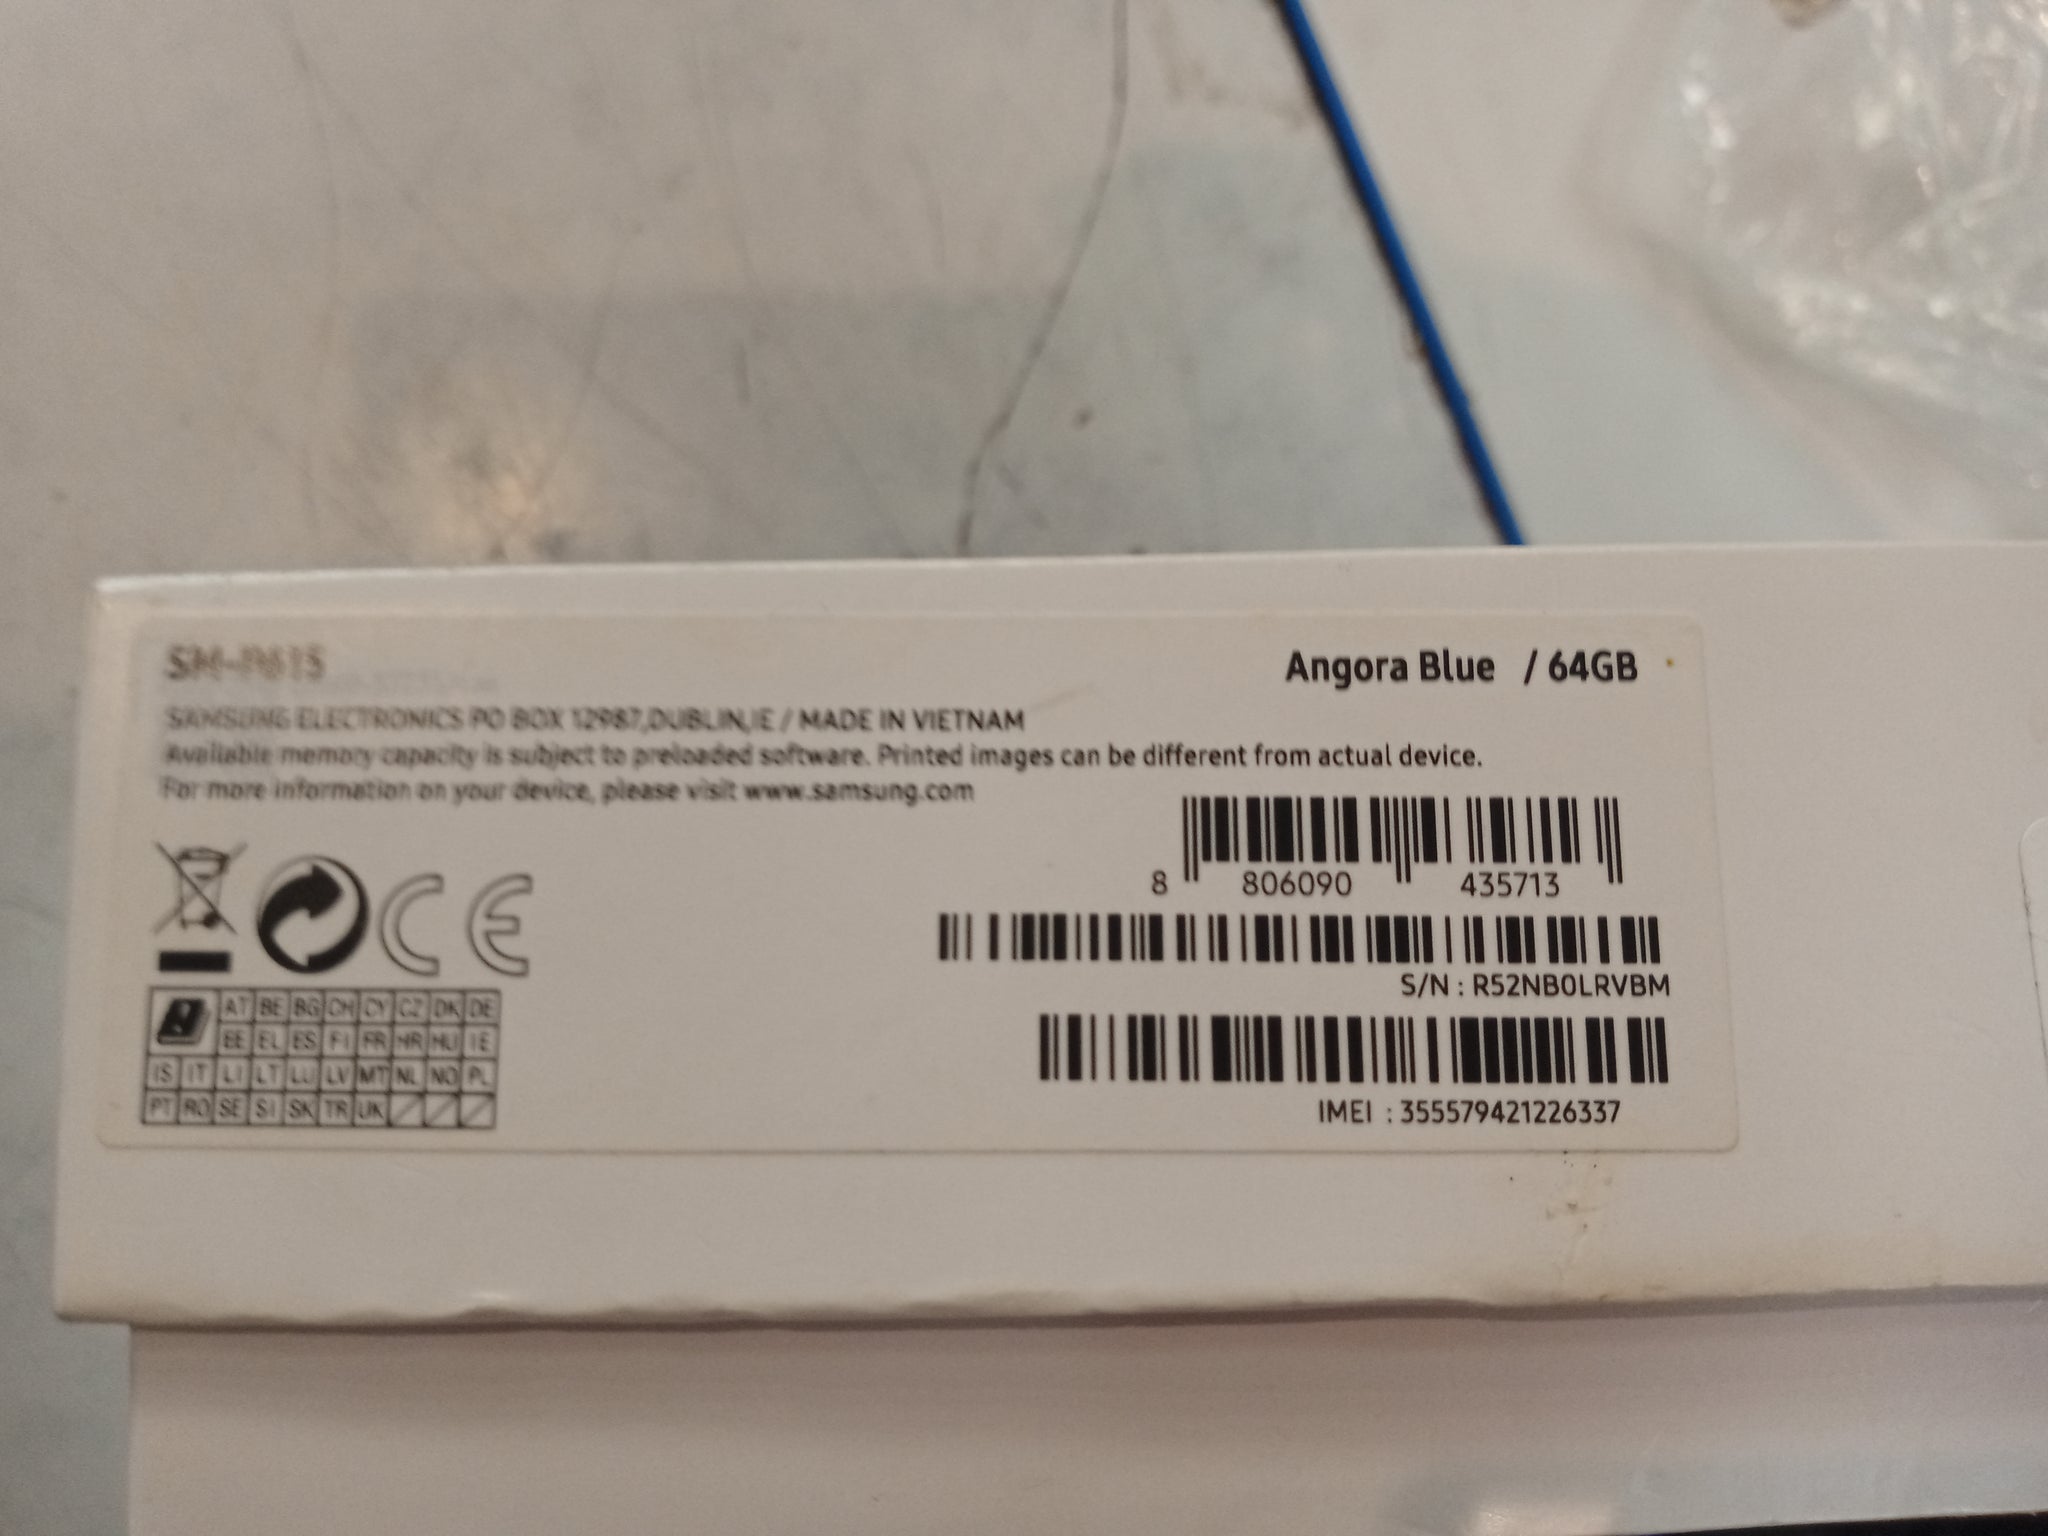 SM-P615
Angora Blue / 64GB
SAMSUNG ELECTRONICS PO BOX 12987,DUBLIN,IE / MADE IN VIETNAM
Available memory capacity is subject to preloaded software. Printed images can be different from actual device.
For more information on your device, please visit www.samsung.com
8 806090 435713
CE
S/N : R52NB0LRVBM
AT BE BG CH CY CZ DK DE
EE EL ES FI FR HR HU IE
IS IT LI LT LU LV MT NL NO PL
PT RO SE SI SK TR UK
IMEI : 355579421226337